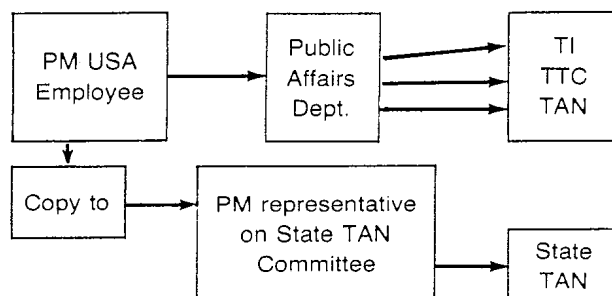 PM USA
Employee
Public
Affairs
Dept.
TI
TTC
TAN
Copy to
PM representative
on State TAN
Committee
State
TAN